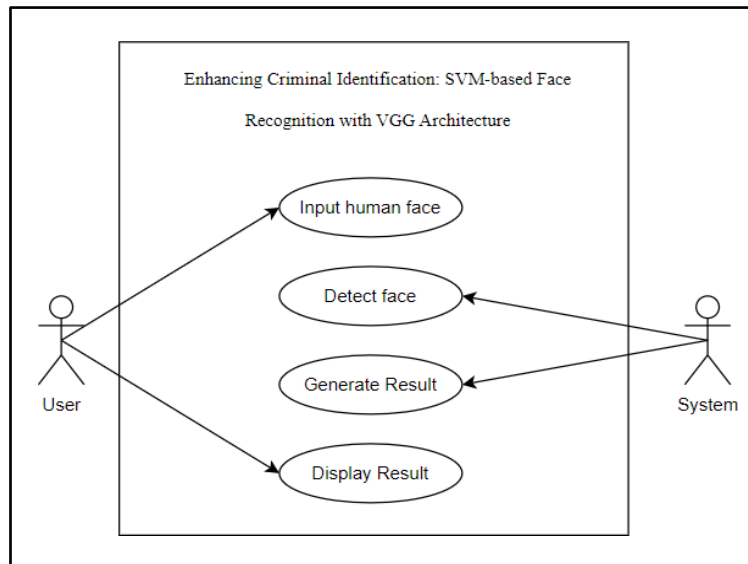 Enhancing Criminal Identification: SVM-based Face
Recognition with VGG Architecture
Input human face
Detect face
Generate Result
Display Result
User
System